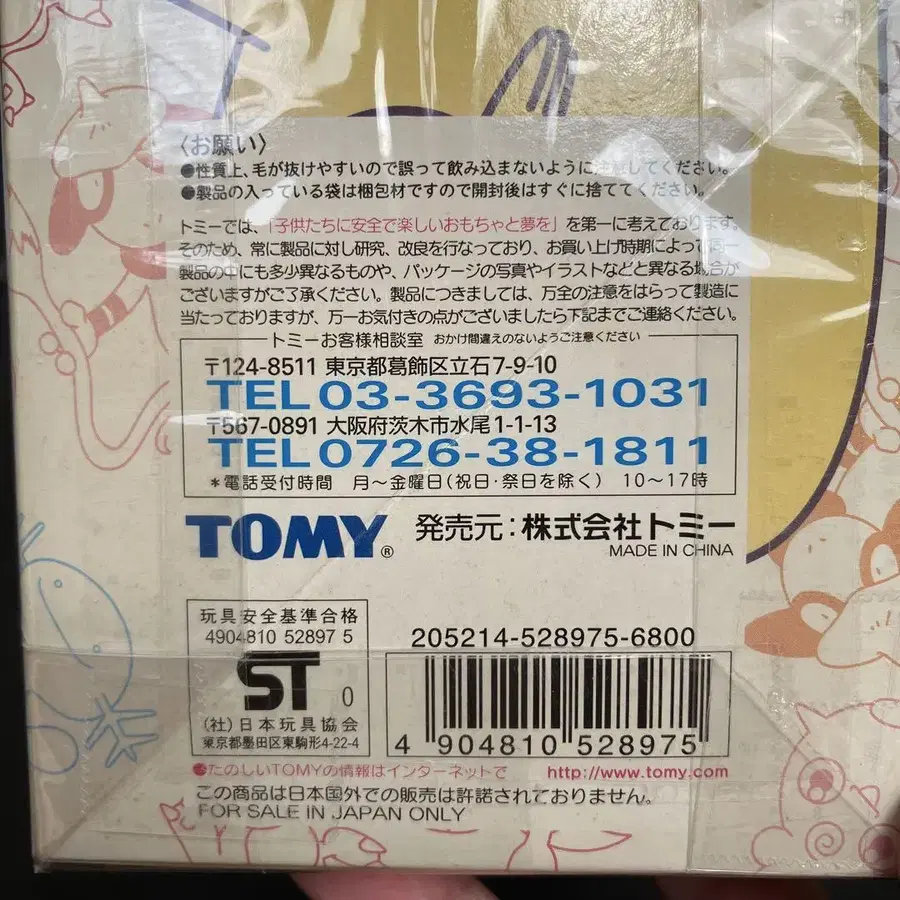 〈お願い〉
●性質上、毛が抜けやすいので誤って飲み込まないように注意してください。
●製品の入っている袋は梱包材ですので開封後はすぐに捨ててください。
トミーでは、「子供たちに安全で楽しいおもちゃと夢を」を第一に考えております。
そのため、常に製品に対し研究、改良を行なっており、お買い上げ時期によって同一
製品の中にも多少異なるものや、パッケージの写真やイラストなどと異なる場合が
ございますがご了承ください。製品につきましては、万全の注意をはらって製造に
当たっておりますが、万一お気付きの点がございましたら下記までご連絡ください。
トミーお客様相談室 おかけ間違えのないようご注意ください
〒124-8511 東京都葛飾区立石7-9-10
TEL03-3693-1031
〒567-0891 大阪府茨木市水尾1-1-13
TEL0726-38-1811
*電話受付時間 月〜金曜日(祝日・祭日を除く) 10〜17時
TOMY® 発売元:株式会社トミー
MADE IN CHINA
玩具安全基準合格
4904810 52897 5
ST 0
(社)日本玩具協会
東京都墨田区東駒形4-22-4
205214-528975-6800
4 904810 528975
●たのしいTOMYの情報はインターネットで http://www.tomy.com
この商品は日本国外での販売は許諾されておりません。
FOR SALE IN JAPAN ONLY